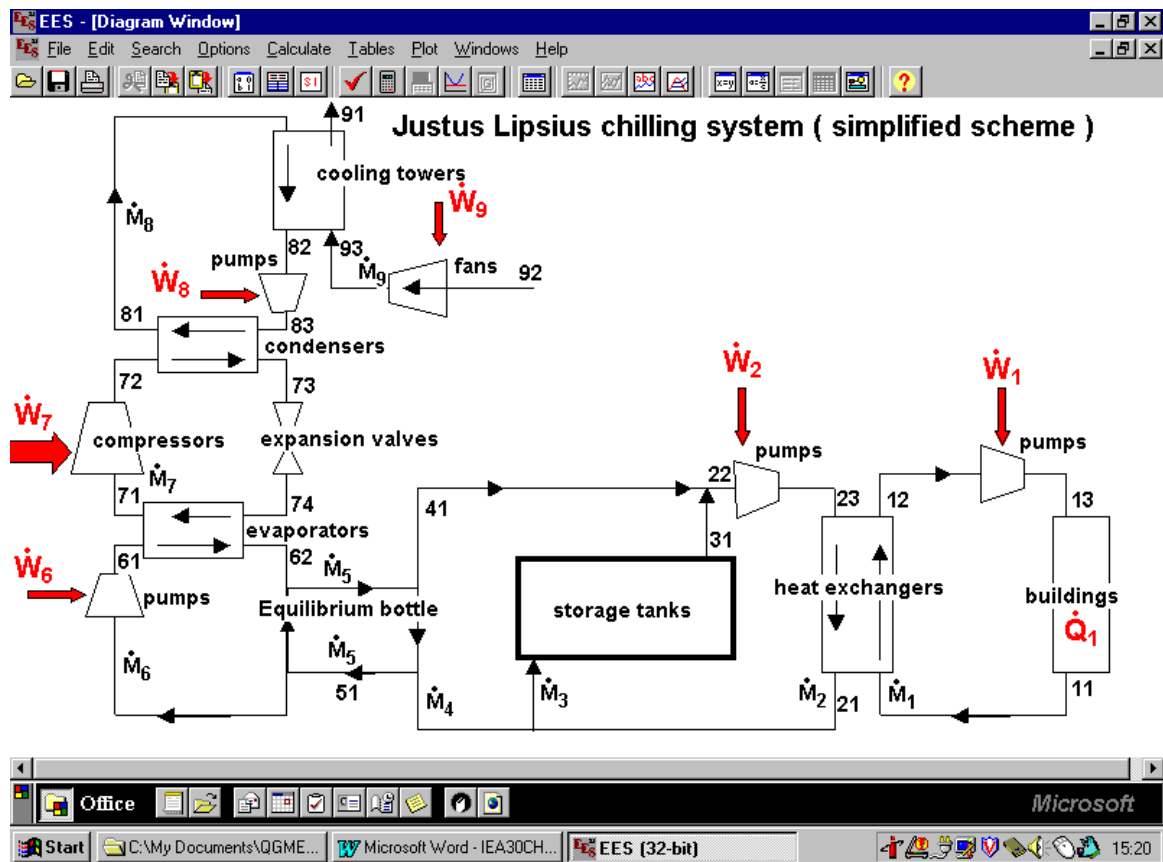 EES - [Diagram Window]
File Edit Search Options Calculate Tables Plot Windows Help
Justus Lipsius chilling system ( simplified scheme )
91
cooling towers
Ṁ8
Ẇ9
82
93
pumps
Ṁ9
fans
92
Ẇ8
81
83
condensers
72
73
Ẇ2
Ẇ1
Ẇ7
compressors
expansion valves
pumps
pumps
Ṁ7
71
74
41
22
23
12
13
evaporators
61
62
31
Ẇ6
Ṁ5
pumps
Equilibrium bottle
storage tanks
heat exchangers
buildings
Q̇1
Ṁ5
Ṁ6
51
Ṁ4
Ṁ3
Ṁ2
21
Ṁ1
11
Office
Microsoft
Start C:\My Documents\QGME... Microsoft Word - IEA30CH... EES (32-bit) 15:20